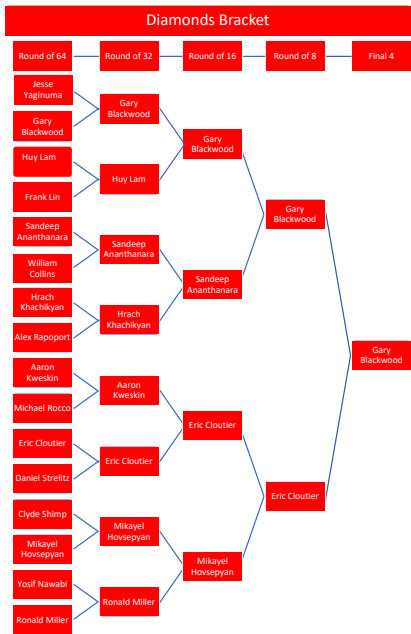 Diamonds Bracket
Round of 64
Round of 32
Round of 16
Round of 8
Final 4
Jesse
Yaginuma
Gary
Blackwood
Huy Lam
Frank Lin
Sandeep
Ananthanara
William
Collins
Hrach
Khachikyan
Alex Rapoport
Aaron
Kweskin
Michael Rocco
Eric Cloutier
Daniel Strelitz
Clyde Shimp
Mikayel
Hovsepyan
Yosif Nawabi
Ronald Miller
Gary
Blackwood
Huy Lam
Sandeep
Ananthanara
Hrach
Khachikyan
Aaron
Kweskin
Eric Cloutier
Mikayel
Hovsepyan
Ronald Miller
Gary
Blackwood
Sandeep
Ananthanara
Eric Cloutier
Mikayel
Hovsepyan
Gary
Blackwood
Eric Cloutier
Gary
Blackwood